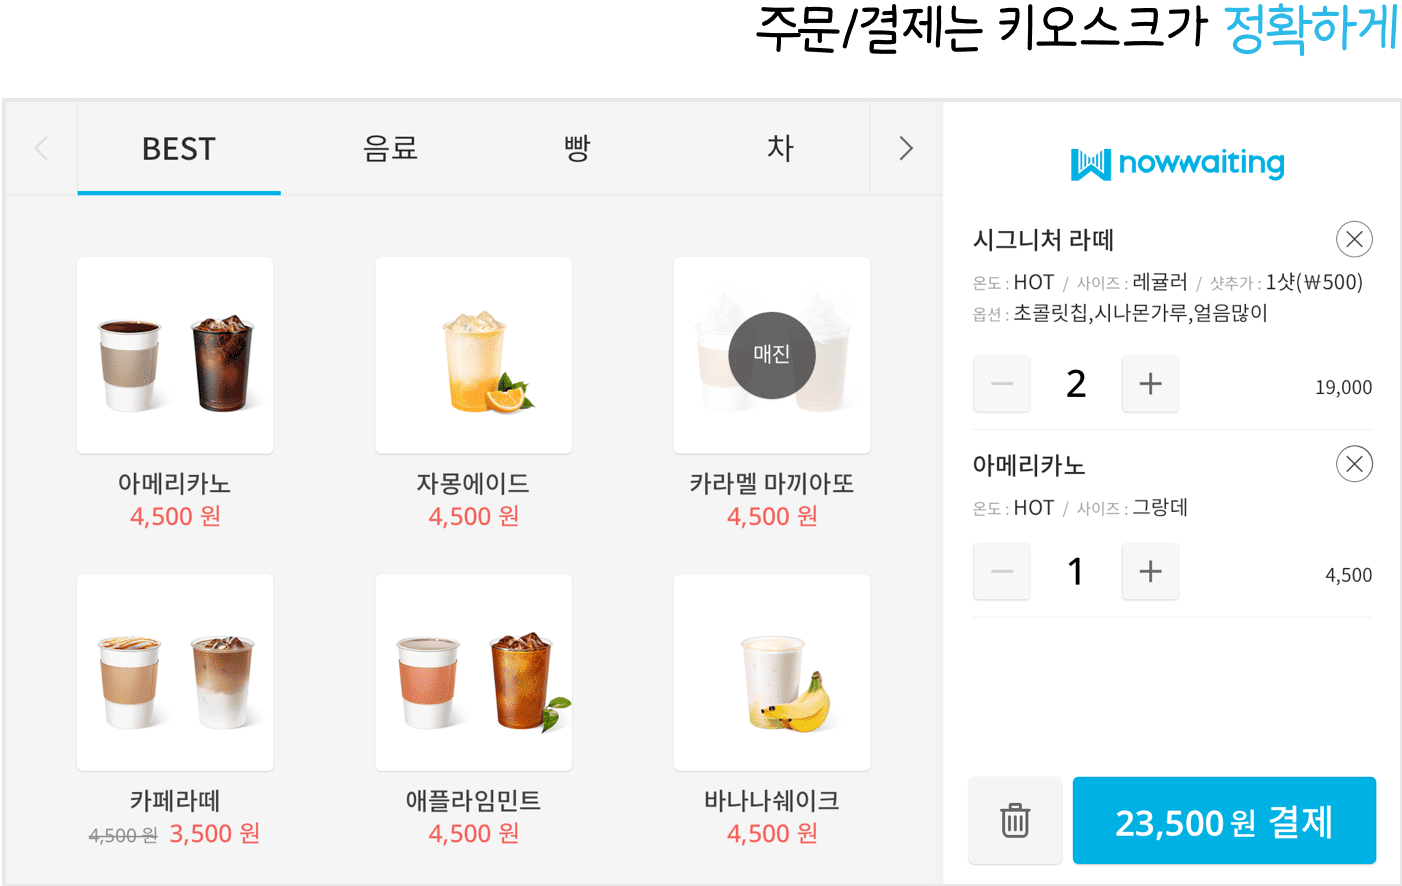 주문/결제는 키오스크가 정확하게
BEST 음료 빵 차
아메리카노
4,500 원
자몽에이드
4,500 원
매진
카라멜 마끼아또
4,500 원
카페라떼
4,500 원 3,500 원
애플라임민트
4,500 원
바나나쉐이크
4,500 원
nowwaiting
시그니처 라떼
온도 : HOT / 사이즈 : 레귤러 / 샷추가 : 1샷(₩500)
옵션 : 초콜릿칩,시나몬가루,얼음많이
2
19,000
아메리카노
온도 : HOT / 사이즈 : 그랑데
1
4,500
23,500 원 결제